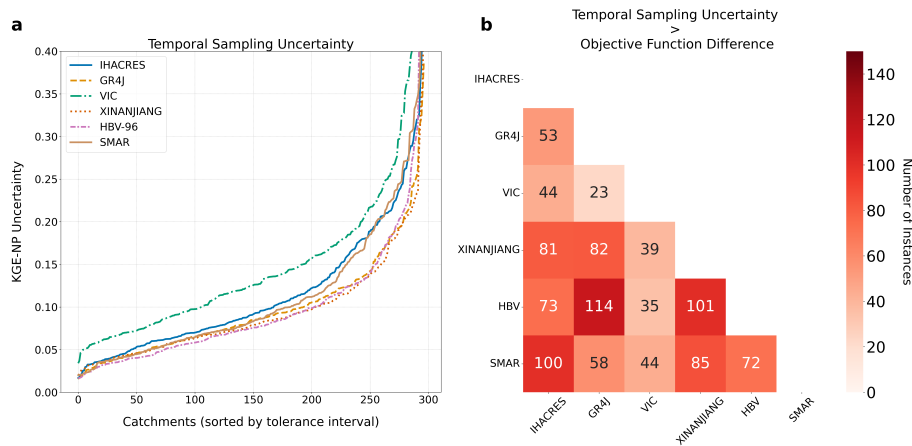 a
Temporal Sampling Uncertainty
KGE-NP Uncertainty
0.40
0.35
0.30
0.25
0.20
0.15
0.10
0.05
0.00
IHACRES
GR4J
VIC
XINANJIANG
HBV-96
SMAR
0 50 100 150 200 250 300
Catchments (sorted by tolerance interval)
b
Temporal Sampling Uncertainty
>
Objective Function Difference
IHACRES
GR4J 53
VIC 44 23
XINANJIANG 81 82 39
HBV 73 114 35 101
SMAR 100 58 44 85 72
IHACRES GR4J VIC XINANJIANG HBV SMAR
140
120
100
80
60
40
20
0
Number of Instances